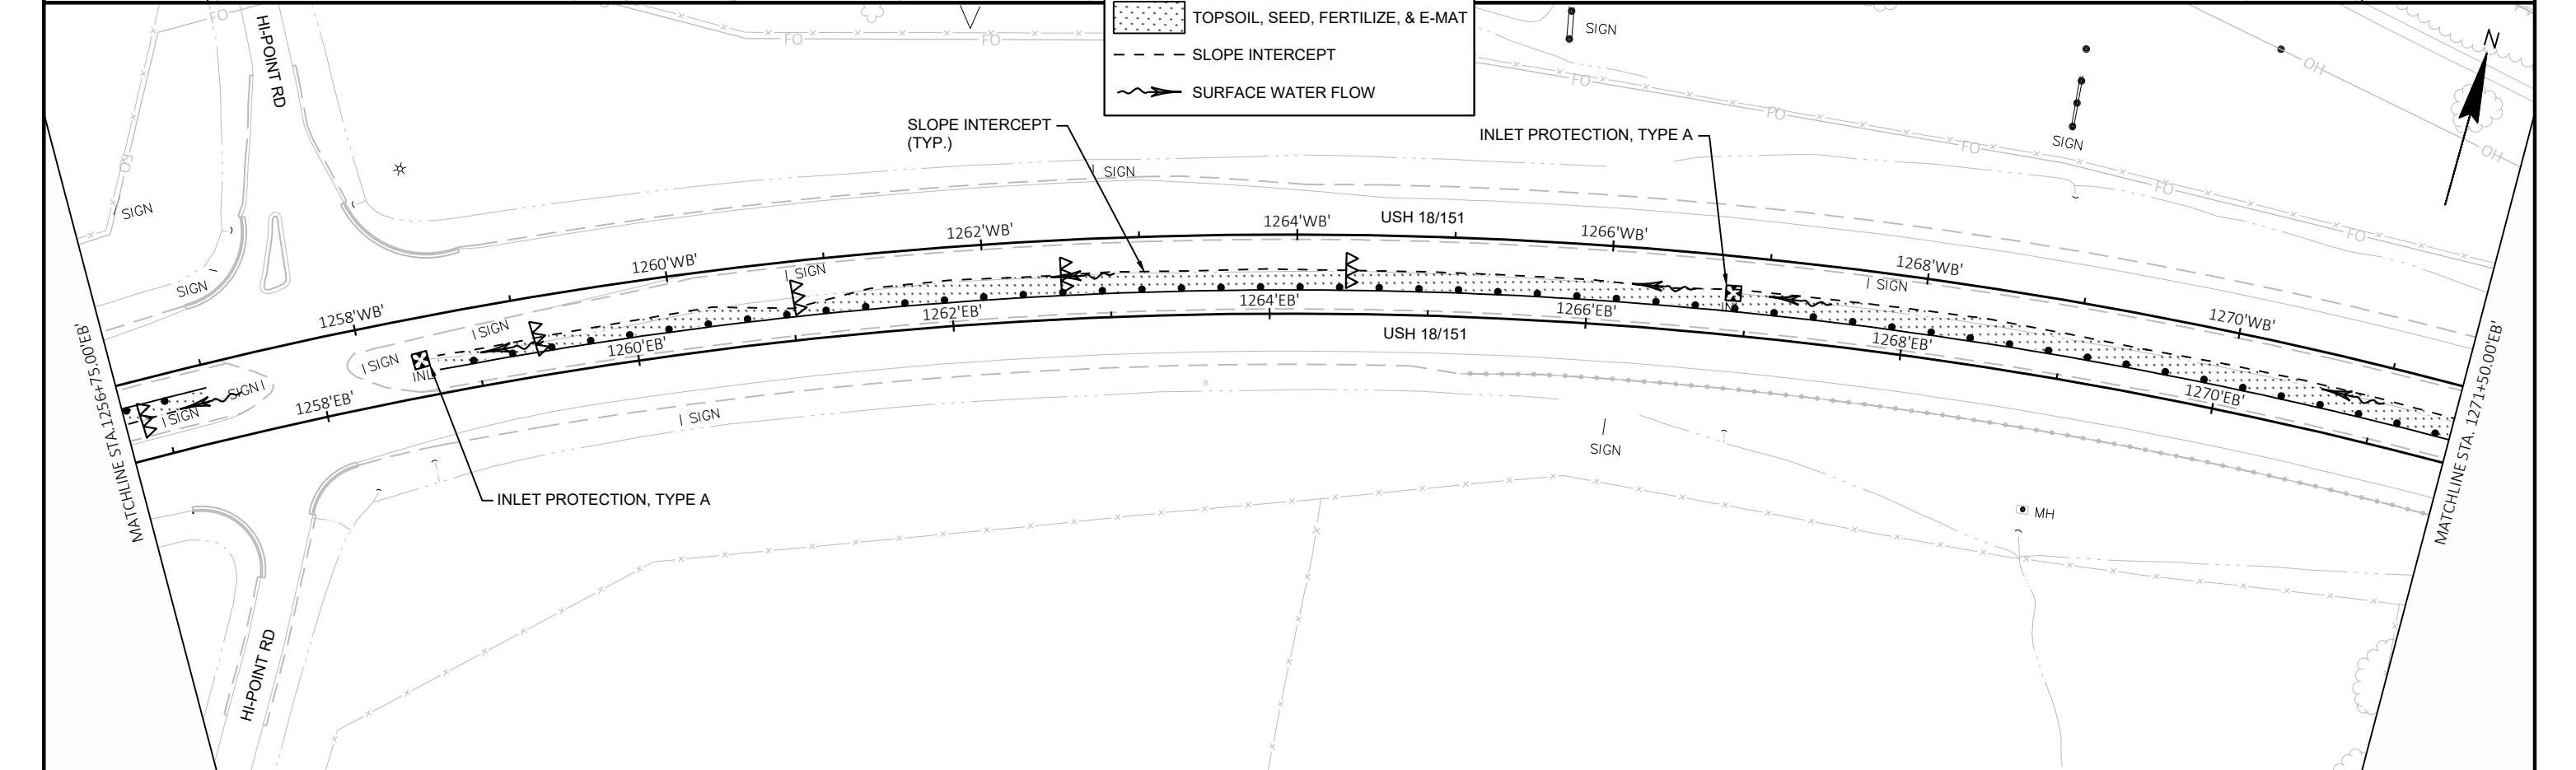 TOPSOIL, SEED, FERTILIZE, & E-MAT
SLOPE INTERCEPT
SURFACE WATER FLOW
FO
FO
FO
FO
FO
FO
FO
FO
FO
OH
OH
N
HI-POINT RD
SIGN
SIGN
SLOPE INTERCEPT
(TYP.)
INLET PROTECTION, TYPE A
SIGN
SIGN
SIGN
USH 18/151
1258'WB'
1260'WB'
1262'WB'
1264'WB'
1266'WB'
1268'WB'
1270'WB'
SIGN
SIGN
SIGN
SIGN
SIGN
SIGN
INL
1258'EB'
1260'EB'
1262'EB'
1264'EB'
1266'EB'
1268'EB'
1270'EB'
USH 18/151
SIGN
SIGN
SIGN
MATCHLINE STA. 1256+75.00'EB'
MATCHLINE STA. 1271+50.00'EB'
INLET PROTECTION, TYPE A
MH
HI-POINT RD